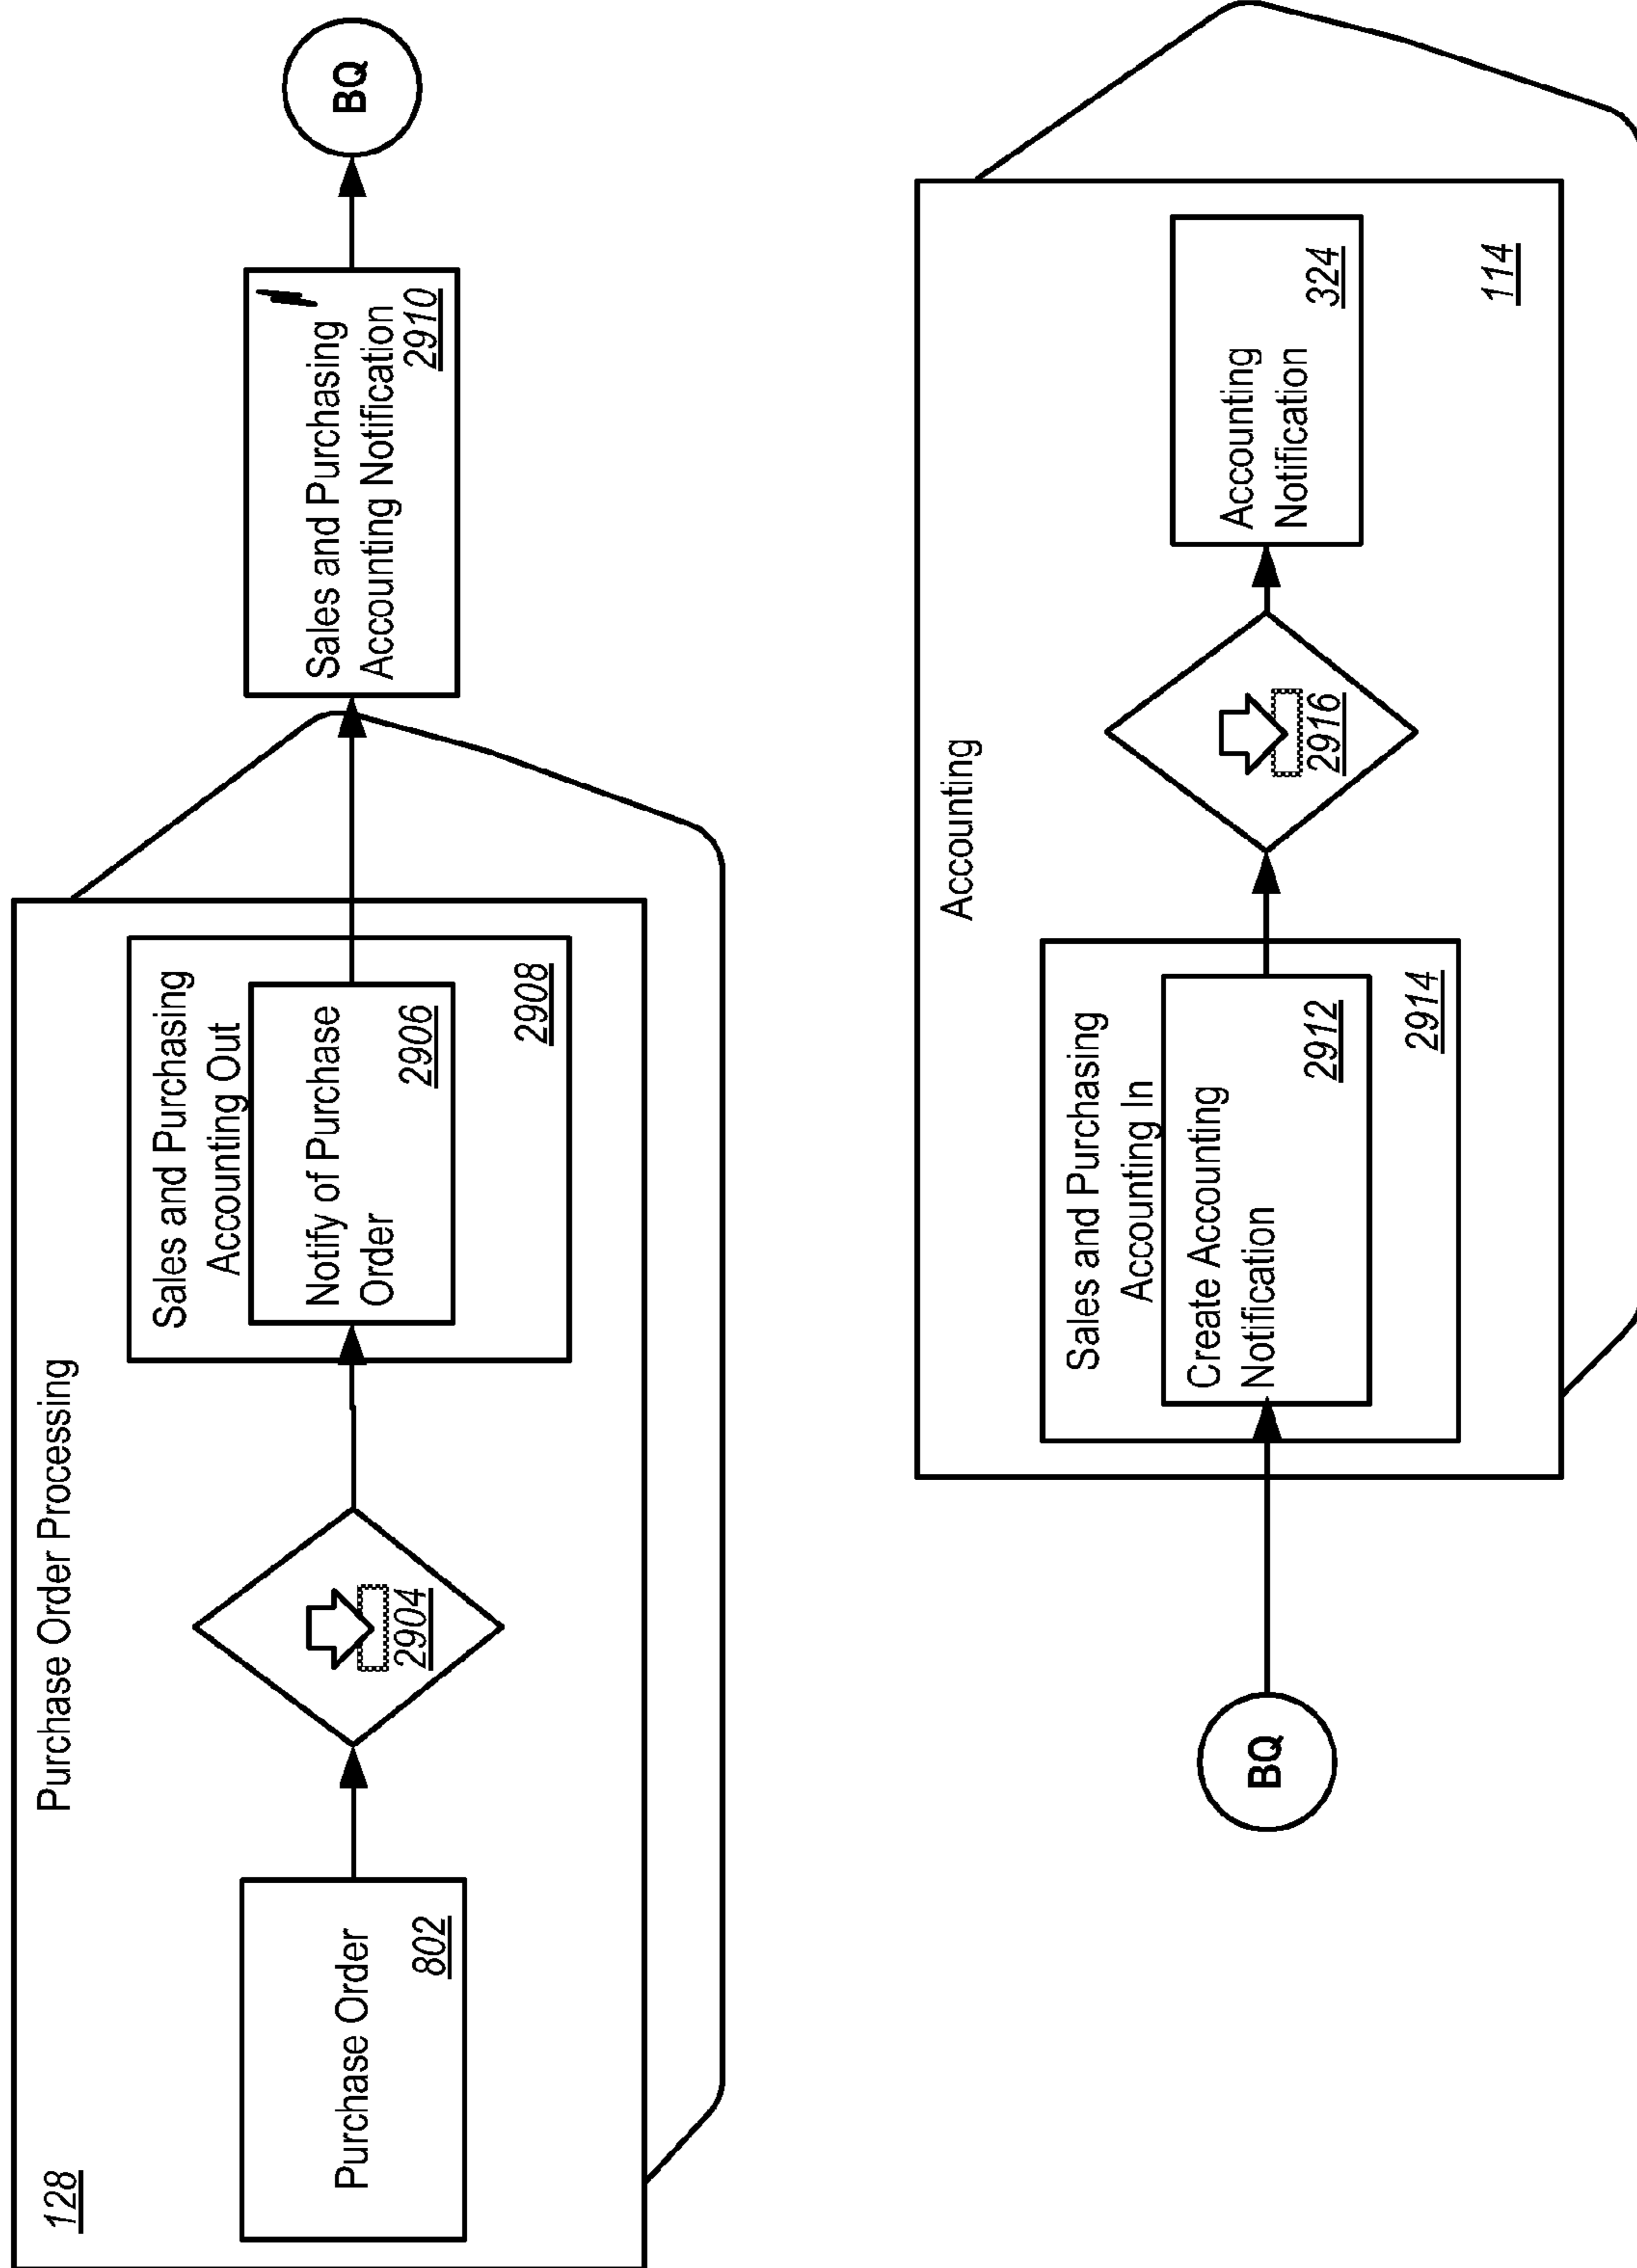 128
Purchase Order Processing
Purchase Order
802
2904
Sales and Purchasing
Accounting Out
Notify of Purchase
Order
2906
2908
Sales and Purchasing
Accounting Notification
2910
BQ
BQ
Accounting
Sales and Purchasing
Accounting In
Create Accounting
Notification
2912
2914
2916
Accounting
Notification
324
114